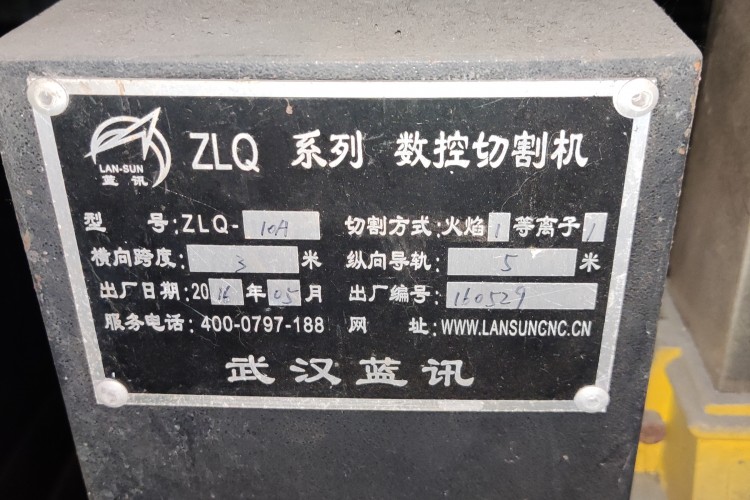 LAN-SUN
蓝讯
ZLQ 系列 数控切割机
型 号:ZLQ-10A 切割方式:火焰1等离子1
横向跨度:3米 纵向导轨:5米
出厂日期:2016年05月 出厂编号:160529
服务电话:400-0797-188 网 址:WWW.LANSUNCNC.CN
武汉蓝讯